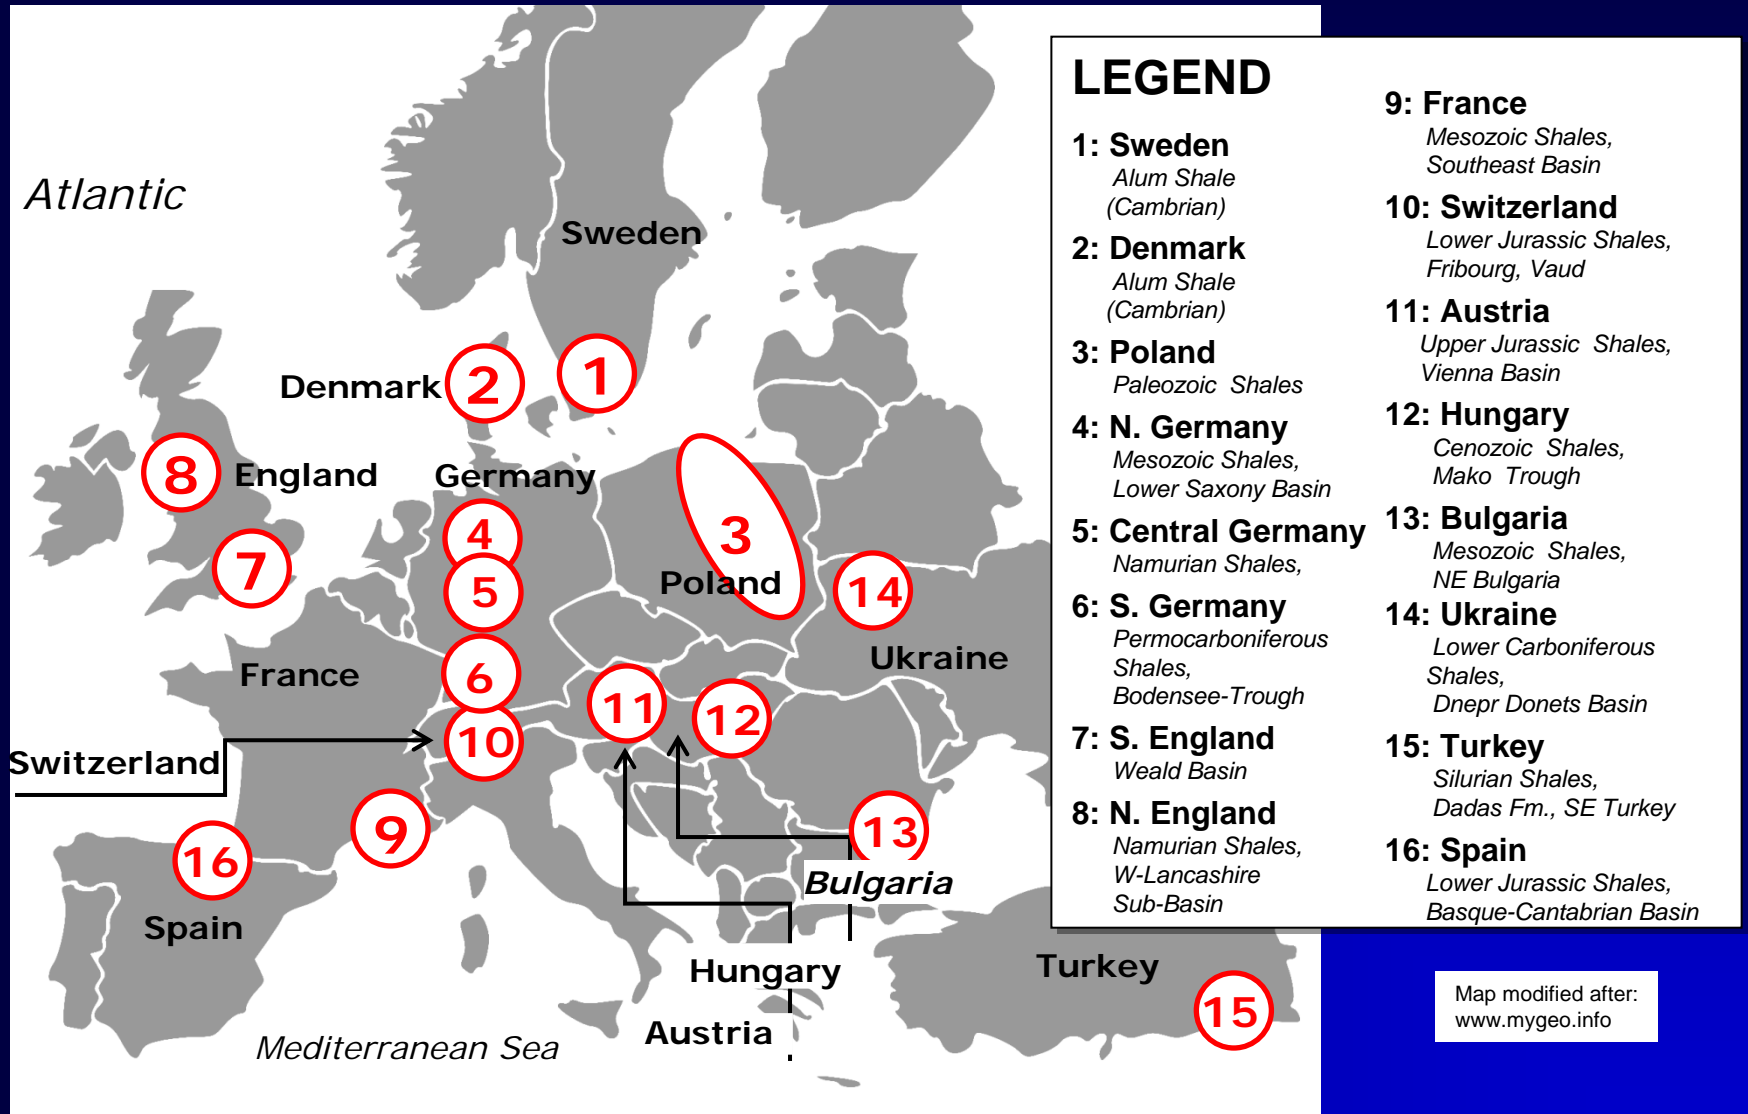 Atlantic
Sweden
Denmark
2
1
8
England
Germany
7
4
5
3
Poland
14
Ukraine
France
6
11
12
10
Switzerland
9
13
16
Bulgaria
Spain
Hungary
Turkey
15
Austria
Mediterranean Sea
LEGEND
1: Sweden
Alum Shale
(Cambrian)
2: Denmark
Alum Shale
(Cambrian)
3: Poland
Paleozoic Shales
4: N. Germany
Mesozoic Shales,
Lower Saxony Basin
5: Central Germany
Namurian Shales,
6: S. Germany
Permocarboniferous
Shales,
Bodensee-Trough
7: S. England
Weald Basin
8: N. England
Namurian Shales,
W-Lancashire
Sub-Basin
9: France
Mesozoic Shales,
Southeast Basin
10: Switzerland
Lower Jurassic Shales,
Fribourg, Vaud
11: Austria
Upper Jurassic Shales,
Vienna Basin
12: Hungary
Cenozoic Shales,
Mako Trough
13: Bulgaria
Mesozoic Shales,
NE Bulgaria
14: Ukraine
Lower Carboniferous
Shales,
Dnepr Donets Basin
15: Turkey
Silurian Shales,
Dadas Fm., SE Turkey
16: Spain
Lower Jurassic Shales,
Basque-Cantabrian Basin
Map modified after:
www.mygeo.info